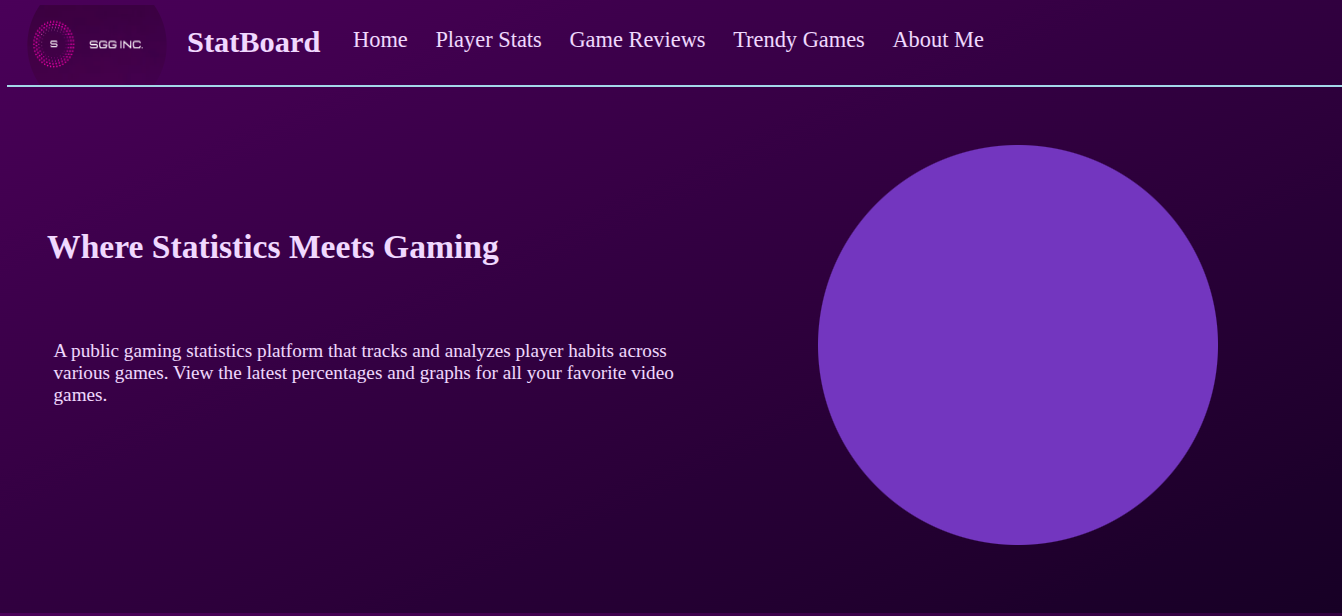 S SGG INC. StatBoard Home Player Stats Game Reviews Trendy Games About Me
Where Statistics Meets Gaming
A public gaming statistics platform that tracks and analyzes player habits across
various games. View the latest percentages and graphs for all your favorite video
games.